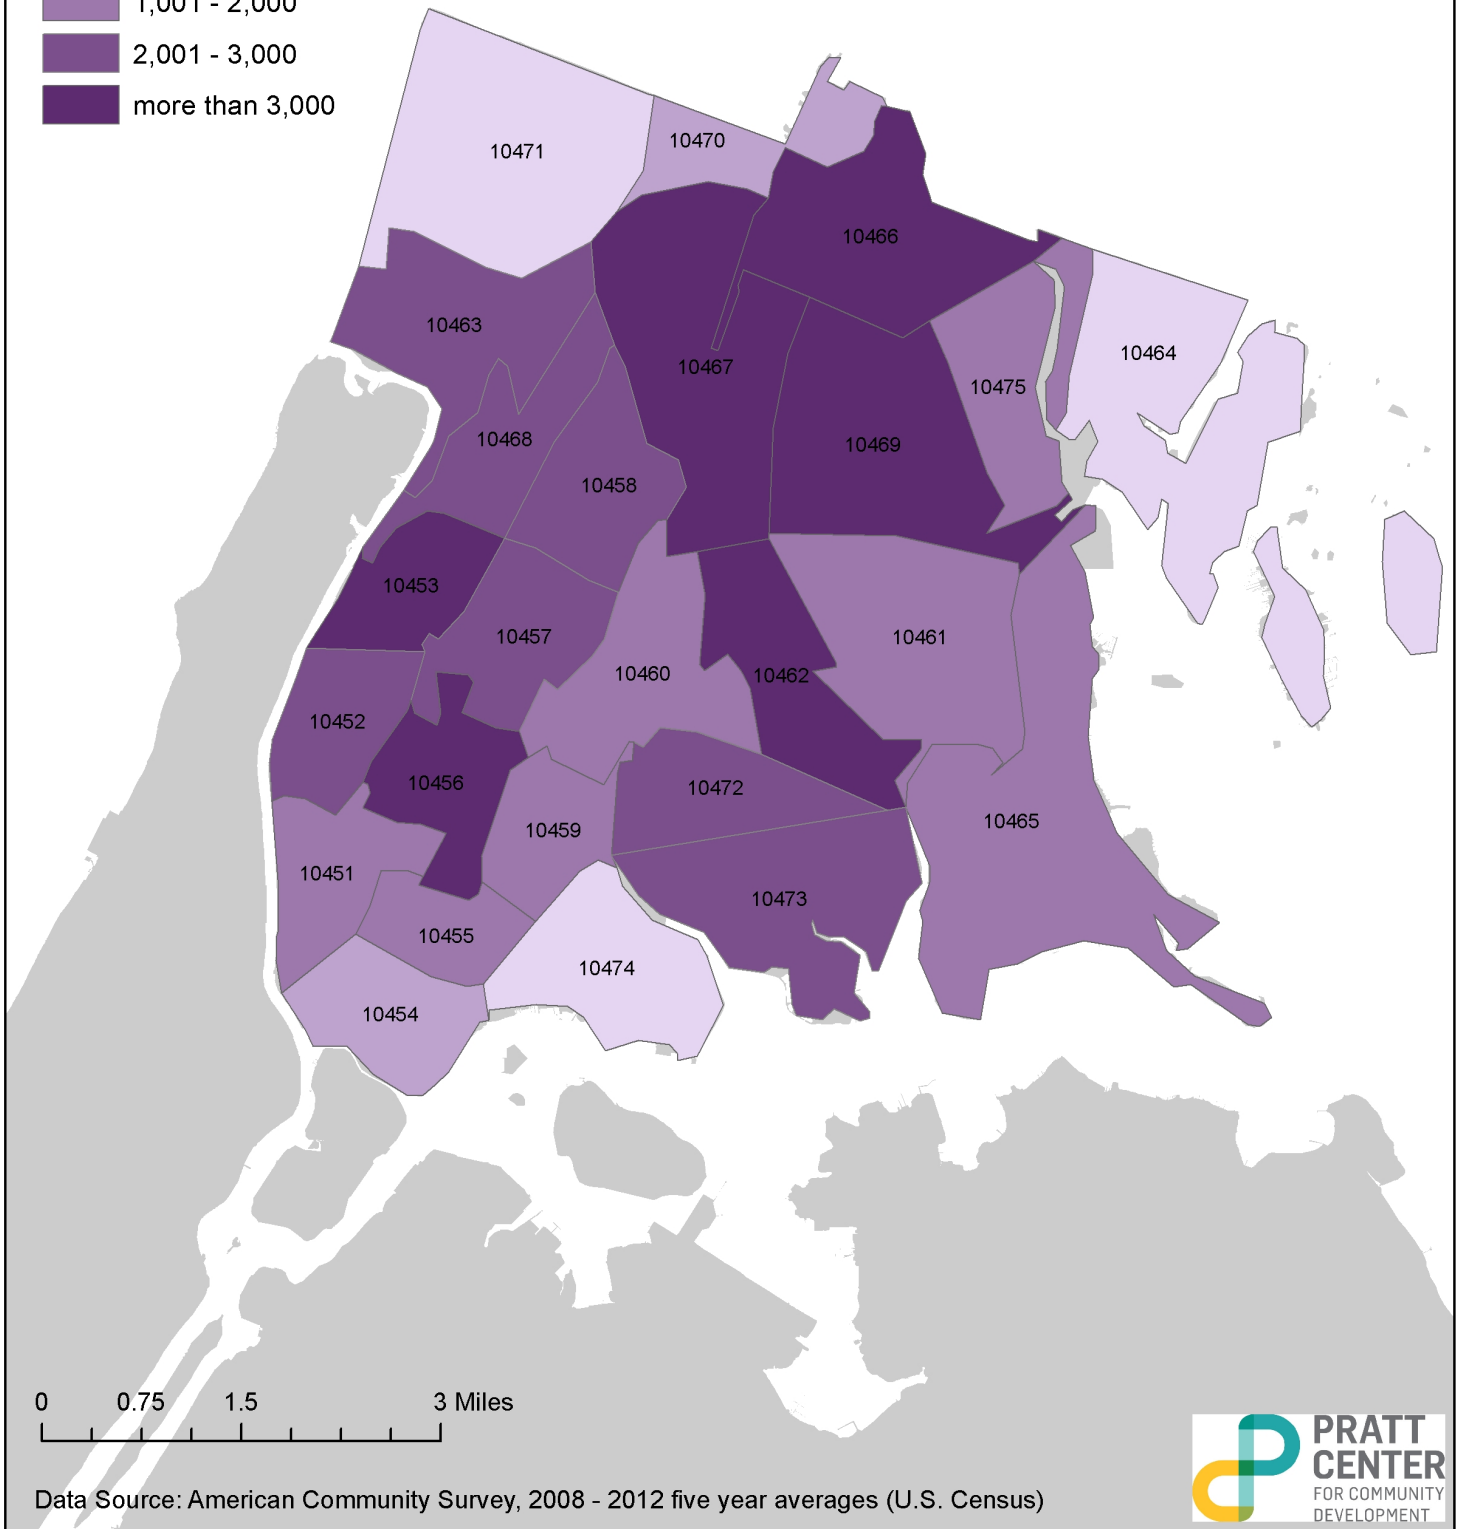 1,001 - 2,000
2,001 - 3,000
more than 3,000
10471
10470
10466
10463
10464
10467
10475
10468
10469
10458
10453
10457
10461
10460
10462
10452
10456
10472
10459
10465
10451
10473
10455
10474
10454
0 0.75 1.5 3 Miles
PRATT
CENTER
FOR COMMUNITY
DEVELOPMENT
Data Source: American Community Survey, 2008 - 2012 five year averages (U.S. Census)